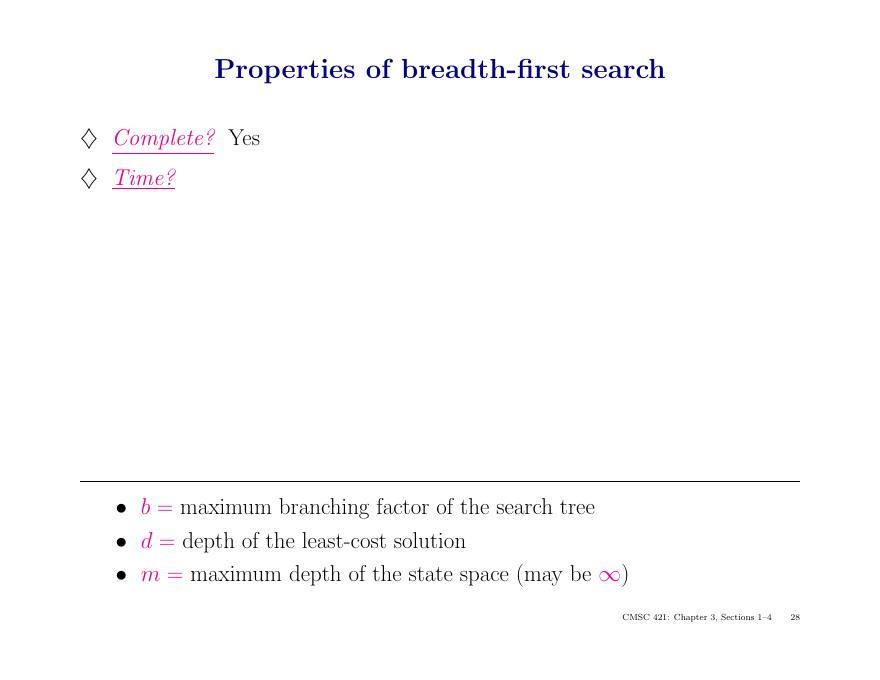 Properties of breadth-first search
♢ Complete? Yes
♢ Time?
• b = maximum branching factor of the search tree
• d = depth of the least-cost solution
• m = maximum depth of the state space (may be ∞)
CMSC 421: Chapter 3, Sections 1–4 28